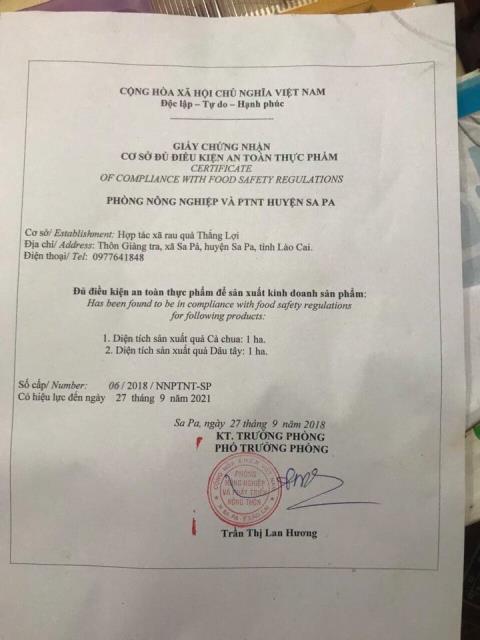 CỘNG HÒA XÃ HỘI CHỦ NGHĨA VIỆT NAM
Độc lập – Tự do – Hạnh phúc
GIẤY CHỨNG NHẬN
CƠ SỞ ĐỦ ĐIỀU KIỆN AN TOÀN THỰC PHẨM
CERTIFICATE
OF COMPLIANCE WITH FOOD SAFETY REGULATIONS
PHÒNG NÔNG NGHIỆP VÀ PTNT HUYỆN SA PA
Cơ sở/ Establishment: Hợp tác xã rau quả Thắng Lợi
Địa chỉ/ Address: Thôn Giàng tra, xã Sa Pả, huyện Sa Pa, tỉnh Lào Cai.
Điện thoại/ Tel: 0977641848
Đủ điều kiện an toàn thực phẩm để sản xuất kinh doanh sản phẩm:
Has been found to be in compliance with food safety regulations
for following products:
1. Diện tích sản xuất quả Cà chua: 1 ha.
2. Diện tích sản xuất quả Dâu tây: 1 ha.
Số cấp/ Number: 06 / 2018 / NNPTNT-SP
Có hiệu lực đến ngày 27 tháng 9 năm 2021
Sa Pa, ngày 27 tháng 9 năm 2018
KT. TRƯỞNG PHÒNG
PHÓ TRƯỞNG PHÒNG
PHÒNG
NÔNG NGHIỆP
VÀ PHÁT TRIỂN
NÔNG THÔN
Trần Thị Lan Hương